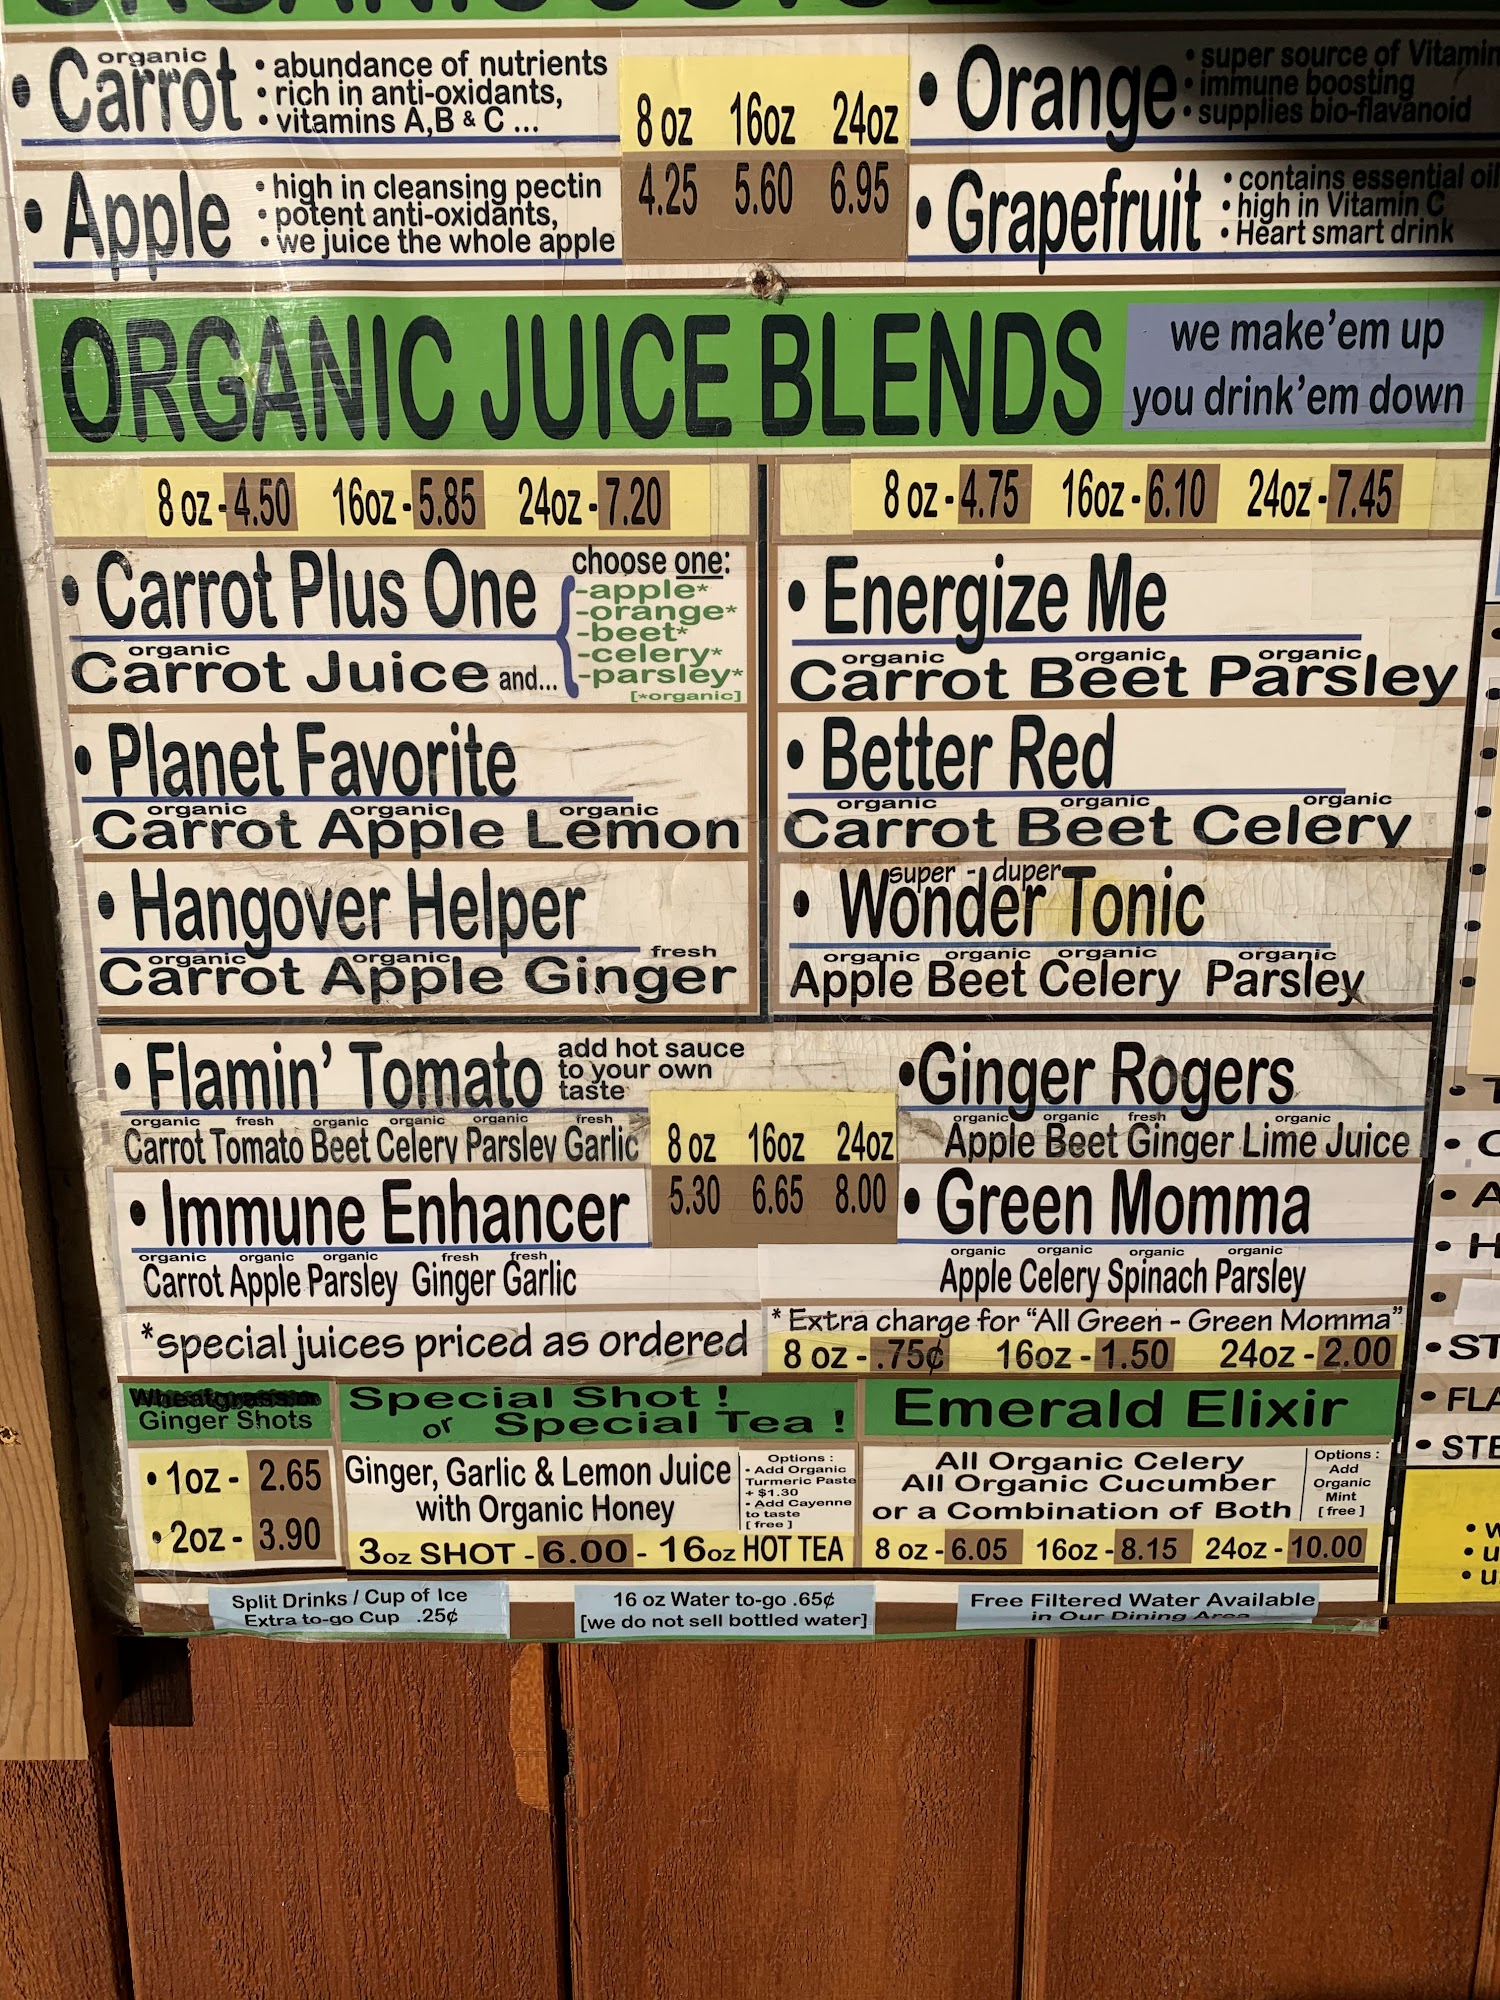 organic
• Carrot
• abundance of nutrients
• rich in anti-oxidants,
• vitamins A,B & C ...
• Apple
• high in cleansing pectin
• potent anti-oxidants,
• we juice the whole apple
8 oz 16oz 24oz
4.25 5.60 6.95
• Orange
• super source of Vitamin
• immune boosting
• supplies bio-flavanoid
• Grapefruit
• contains essential oil
• high in Vitamin C
• Heart smart drink
ORGANIC JUICE BLENDS
we make'em up
you drink'em down
8 oz - 4.50 16oz - 5.85 24oz - 7.20
• Carrot Plus One
organic
Carrot Juice and...
choose one:
-apple*
-orange*
-beet*
-celery*
-parsley*
[*organic]
• Planet Favorite
organic organic organic
Carrot Apple Lemon
• Hangover Helper
organic organic fresh
Carrot Apple Ginger
8 oz - 4.75 16oz - 6.10 24oz - 7.45
• Energize Me
organic organic organic
Carrot Beet Parsley
• Better Red
organic organic organic
Carrot Beet Celery
super - duper
• Wonder Tonic
organic organic organic organic
Apple Beet Celery Parsley
• Flamin' Tomato
add hot sauce
to your own
taste
organic fresh organic organic organic fresh
Carrot Tomato Beet Celery Parsley Garlic
• Immune Enhancer
organic organic organic fresh fresh
Carrot Apple Parsley Ginger Garlic
8 oz 16oz 24oz
5.30 6.65 8.00
• Ginger Rogers
organic organic fresh organic
Apple Beet Ginger Lime Juice
• Green Momma
organic organic organic organic
Apple Celery Spinach Parsley
*special juices priced as ordered
* Extra charge for "All Green - Green Momma"
8 oz - .75¢ 16oz - 1.50 24oz - 2.00
Ginger Shots
• 1oz - 2.65
• 2oz - 3.90
Special Shot !
or Special Tea !
Ginger, Garlic & Lemon Juice
with Organic Honey
Options :
• Add Organic
Turmeric Paste
+ $1.30
• Add Cayenne
to taste
[ free ]
3oz SHOT - 6.00 - 16oz HOT TEA
Emerald Elixir
All Organic Celery
All Organic Cucumber
or a Combination of Both
Options :
Add
Organic
Mint
[ free ]
8 oz - 6.05 16oz - 8.15 24oz - 10.00
Split Drinks / Cup of Ice
Extra to-go Cup .25¢
16 oz Water to-go .65¢
[we do not sell bottled water]
Free Filtered Water Available
in Our Dining Area